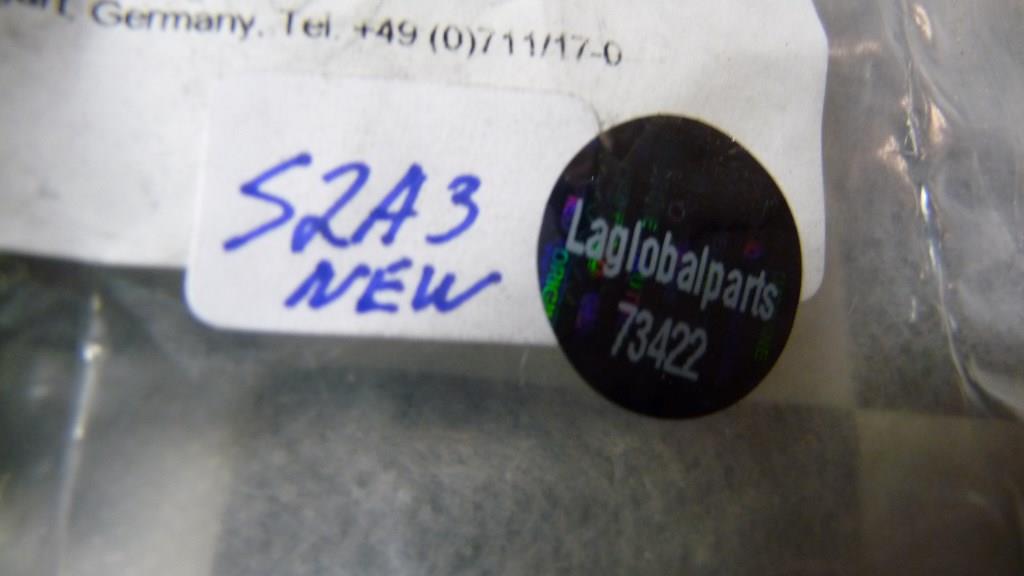 Germany. Tel. +49 (0)711/17-0
S2A3
NEW
Laglobalparts
73422